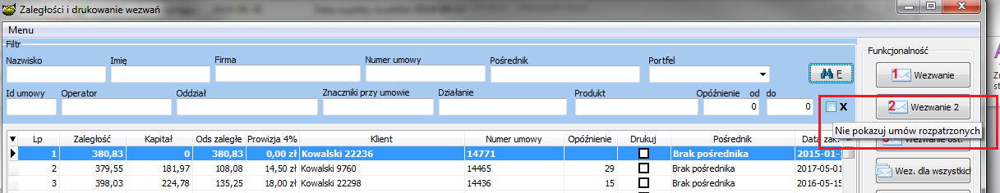 Zaległości i drukowanie wezwań
Menu
Filtr
Funkcjonalność
Nazwisko Imię Firma Numer umowy Pośrednik Portfel
F
1 Wezwanie
Id umowy Operator Oddział Znaczniki przy umowie Działanie Produkt Opóźnienie od do
0 0 X
2 Wezwanie 2
Nie pokazuj umów rozpatrzonych
Wezwanie ost.
Lp Zaległość Kapitał Ods zaległe Prowizja 4% Klient Numer umowy Opóźnienie Drukuj Pośrednik Data zak.
1 380,83 0 380,83 0,00 zł Kowalski 22236 14771 Brak pośrednika 2015-01-
2 379,55 181,97 108,08 14,50 zł Kowalski 9760 14465 29 Brak pośrednika 2017-05-01
Wez. dla wszystkich
3 398,03 224,78 135,25 18,00 zł Kowalski 22298 14436 15 Brak pośrednika 2016-05-15